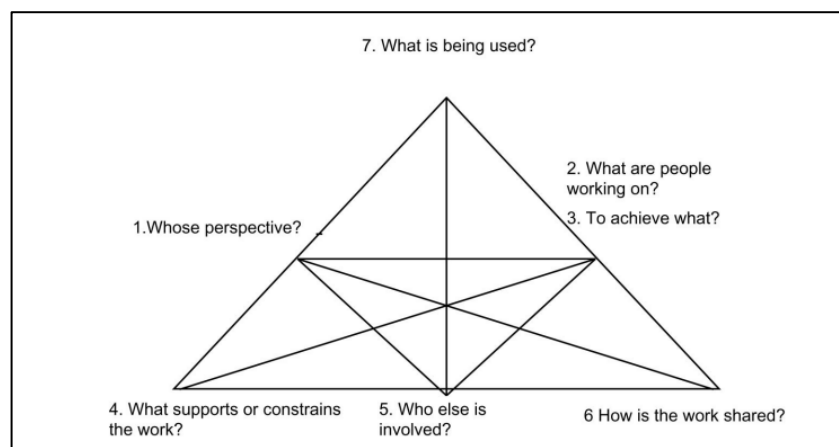 7. What is being used?
2. What are people
working on?
3. To achieve what?
1.Whose perspective?
4. What supports or constrains
the work?
5. Who else is
involved?
6 How is the work shared?